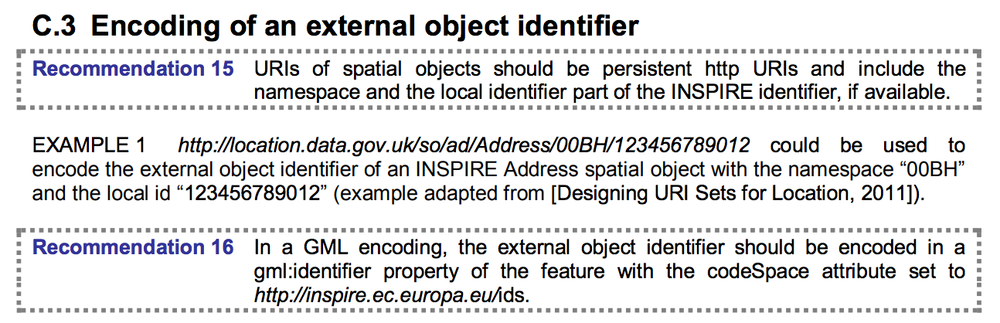 C.3 Encoding of an external object identifier
Recommendation 15 URIs of spatial objects should be persistent http URIs and include the
namespace and the local identifier part of the INSPIRE identifier, if available.
EXAMPLE 1 http://location.data.gov.uk/so/ad/Address/00BH/123456789012 could be used to
encode the external object identifier of an INSPIRE Address spatial object with the namespace “00BH”
and the local id “123456789012” (example adapted from [Designing URI Sets for Location, 2011]).
Recommendation 16 In a GML encoding, the external object identifier should be encoded in a
gml:identifier property of the feature with the codeSpace attribute set to
http://inspire.ec.europa.eu/ids.